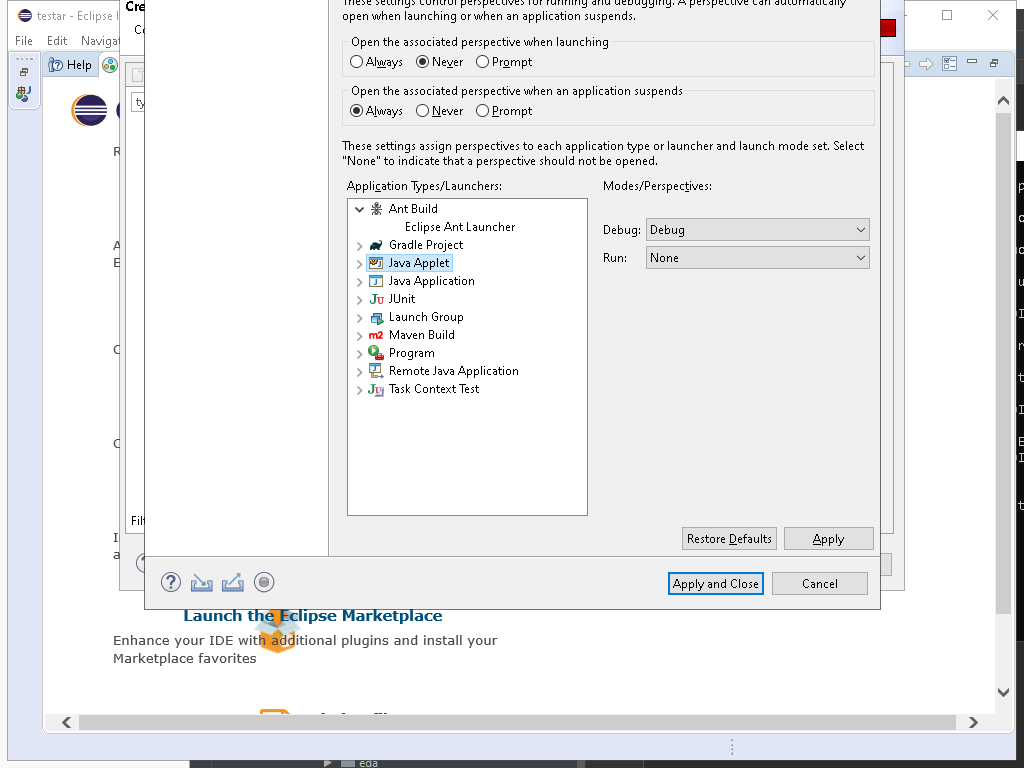 testar - Eclipse I
File Edit Navigat
Help
Cre
These settings control perspectives for running and debugging. A perspective can automatically
open when launching or when an application suspends.
Open the associated perspective when launching
Always Never Prompt
Open the associated perspective when an application suspends
Always Never Prompt
These settings assign perspectives to each application type or launcher and launch mode set. Select
"None" to indicate that a perspective should not be opened.
Application Types/Launchers:
Modes/Perspectives:
Ant Build
Eclipse Ant Launcher
Gradle Project
Java Applet
Java Application
JUnit
Launch Group
Maven Build
Program
Remote Java Application
Task Context Test
Debug: Debug
Run: None
Restore Defaults Apply
Apply and Close Cancel
Launch the Eclipse Marketplace
Enhance your IDE with additional plugins and install your
Marketplace favorites
eda